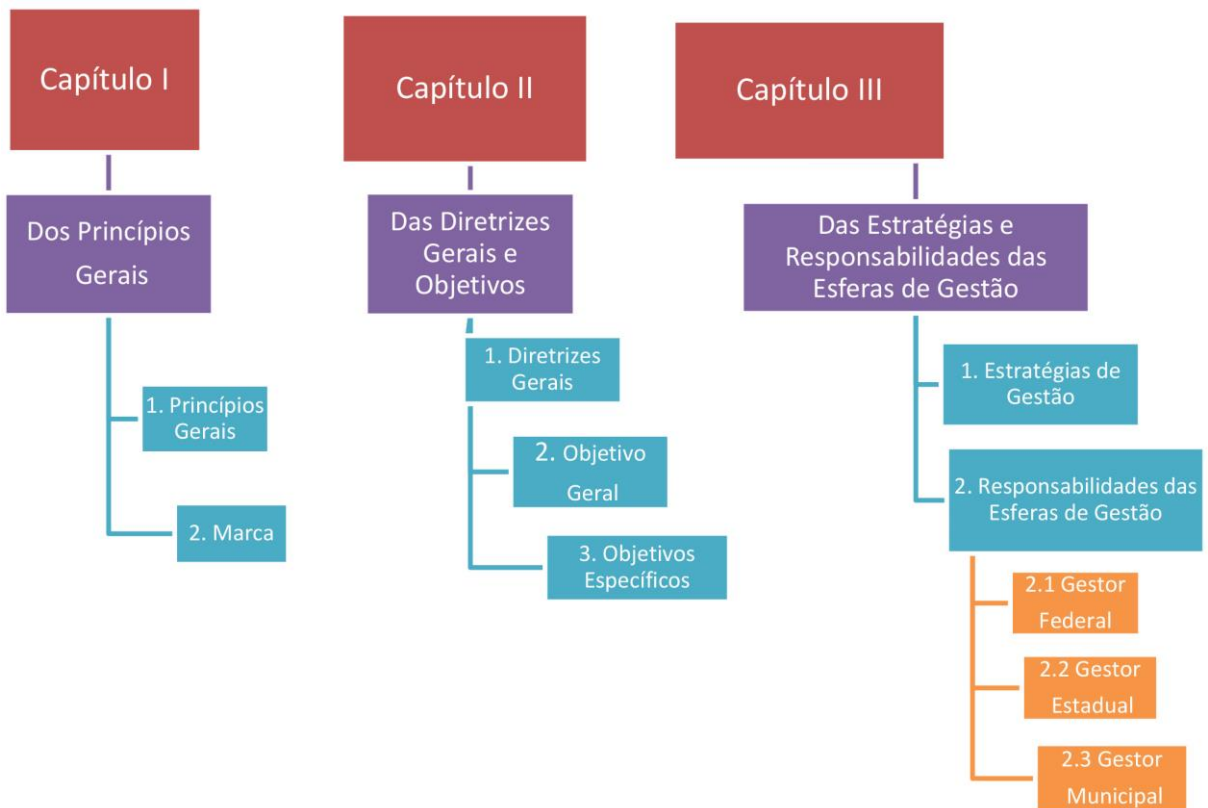 Capítulo I
Dos Princípios
Gerais
1. Princípios
Gerais
2. Marca
Capítulo II
Das Diretrizes
Gerais e
Objetivos
1. Diretrizes
Gerais
2. Objetivo
Geral
3. Objetivos
Específicos
Capítulo III
Das Estratégias e
Responsabilidades das
Esferas de Gestão
1. Estratégias de
Gestão
2. Responsabilidades das
Esferas de Gestão
2.1 Gestor
Federal
2.2 Gestor
Estadual
2.3 Gestor
Municipal